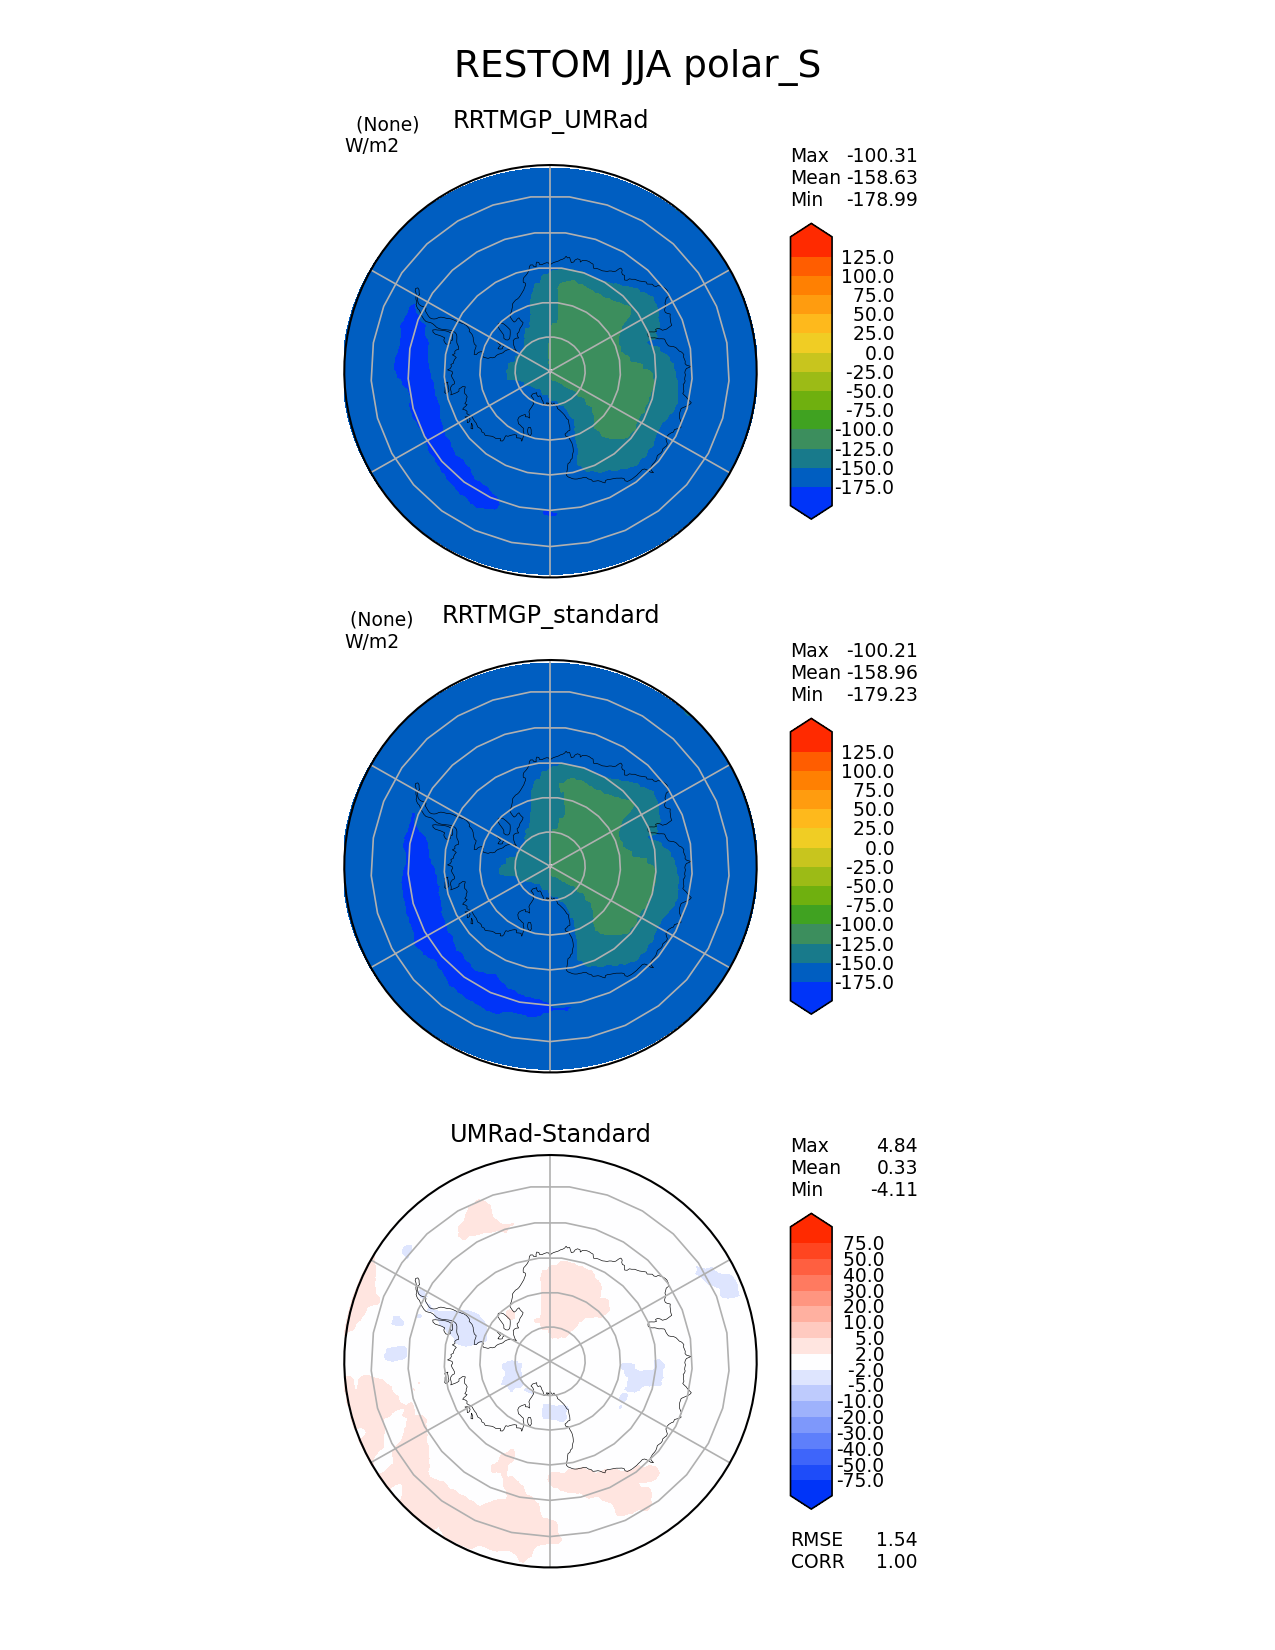 RESTOM JJA polar_S
(None) RRTMGP_UMRad
W/m2
Max -100.31
Mean -158.63
Min -178.99
125.0
100.0
75.0
50.0
25.0
0.0
-25.0
-50.0
-75.0
-100.0
-125.0
-150.0
-175.0
(None) RRTMGP_standard
W/m2
Max -100.21
Mean -158.96
Min -179.23
125.0
100.0
75.0
50.0
25.0
0.0
-25.0
-50.0
-75.0
-100.0
-125.0
-150.0
-175.0
UMRad-Standard
Max 4.84
Mean 0.33
Min -4.11
75.0
50.0
40.0
30.0
20.0
10.0
5.0
2.0
-2.0
-5.0
-10.0
-20.0
-30.0
-40.0
-50.0
-75.0
RMSE 1.54
CORR 1.00